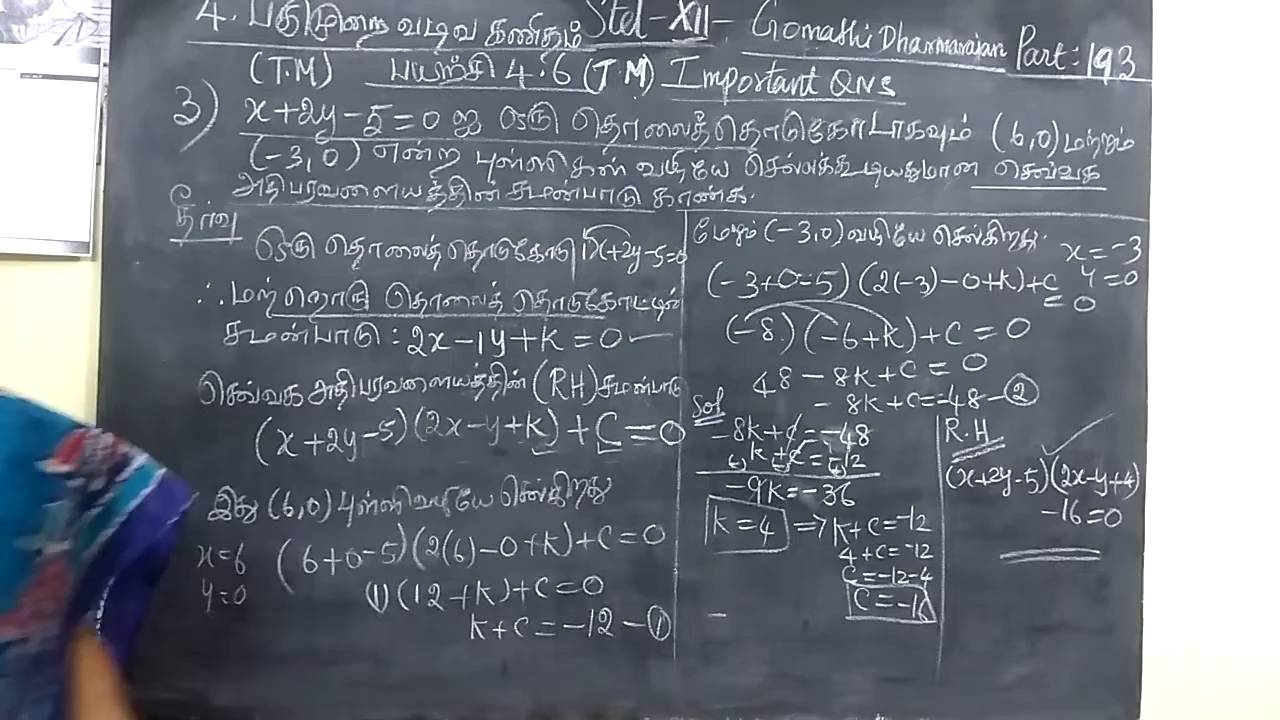 4. பகுமுறை வடிவ கணிதம் Std - XII - Gomathi Dharmarajan Part: 193
(T.M) பயிற்சி 4.6 (T.M) Important QNS
3) x+2y-5=0 ஐ ஒரு தொலைத் தொடுகோடாகவும் (6,0) மற்றும்
(-3,0) என்ற புள்ளிகள் வழியே செல்லக்கூடியதுமான செவ்வக
அதிபரவளையத்தின் சமன்பாடு காண்க.
தீர்வு
ஒரு தொலைத் தொடுகோடு 1x+2y-5=0
∴ மற்றொரு தொலைத் தொடுகோட்டின்
சமன்பாடு : 2x-1y+k=0
செவ்வக அதிபரவளையத்தின் (RH) சமன்பாடு
(x+2y-5)(2x-y+k)+C=0
இது (6,0) புள்ளி வழியே செல்கிறது
x=6 (6+0-5)(2(6)-0+k)+C=0
y=0 (1)(12+k)+C=0
k+C=-12-①
மேலும் (-3,0) வழியே செல்கிறது. x=-3
(-3+0-5)(2(-3)-0+k)+C y=0
=0
(-8)(-6+k)+C=0
48-8k+C=0
-8k+C=-48-②
Sol
-8k+C=-48
k+C=-12
-9k=-36
k=4 ⇒ k+C=-12
4+C=-12
C=-12-4
C=-16
R.H
(x+2y-5)(2x-y+4)
-16=0